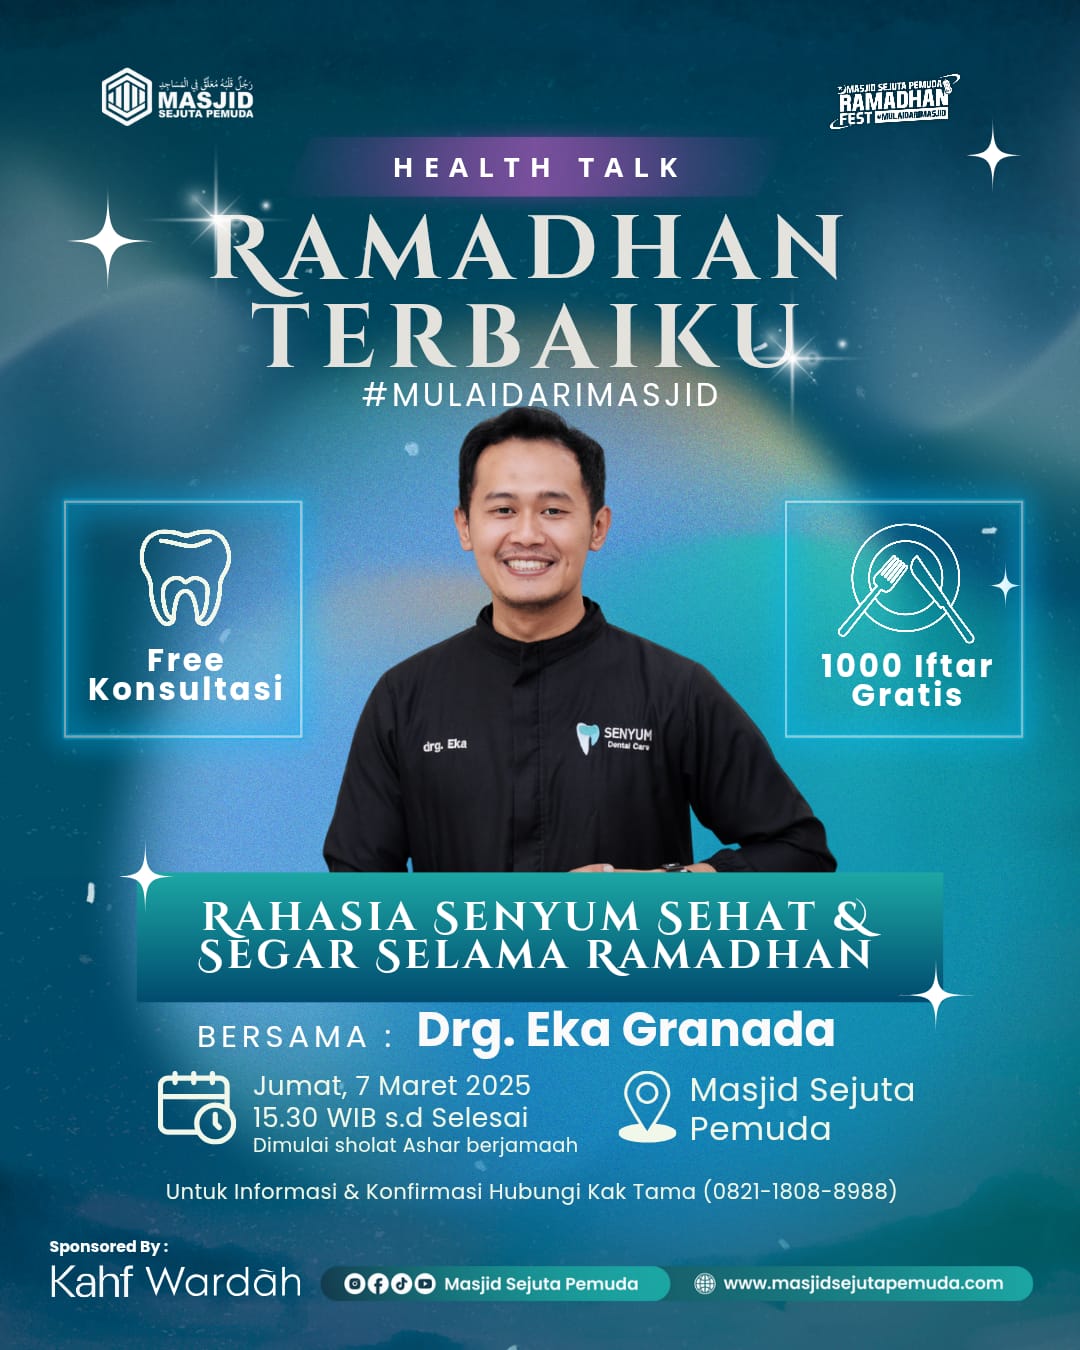 رَجُلٌ قَلْبُهُ مُعَلَّقٌ فِي الْمَسَاجِدِ
MASJID
SEJUTA PEMUDA
MASJID SEJUTA PEMUDA
RAMADHAN
FEST #MULAIDARIMASJID
HEALTH TALK
RAMADHAN
TERBAIKU
#MULAIDARIMASJID
Free
Konsultasi
1000 Iftar
Gratis
drg. Eka
SENYUM
Dental Care
RAHASIA SENYUM SEHAT &
SEGAR SELAMA RAMADHAN
BERSAMA : Drg. Eka Granada
Jumat, 7 Maret 2025
15.30 WIB s.d Selesai
Dimulai sholat Ashar berjamaah
Masjid Sejuta
Pemuda
Untuk Informasi & Konfirmasi Hubungi Kak Tama (0821-1808-8988)
Sponsored By :
Kahf Wardah
Masjid Sejuta Pemuda
www.masjidsejutapemuda.com